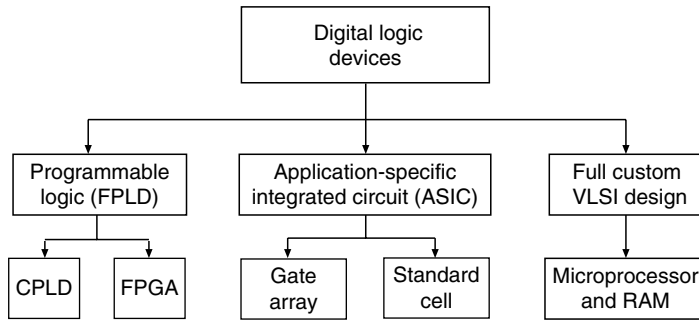 Digital logic
devices
Programmable
logic (FPLD)
Application-specific
integrated circuit (ASIC)
Full custom
VLSI design
CPLD
FPGA
Gate
array
Standard
cell
Microprocessor
and RAM